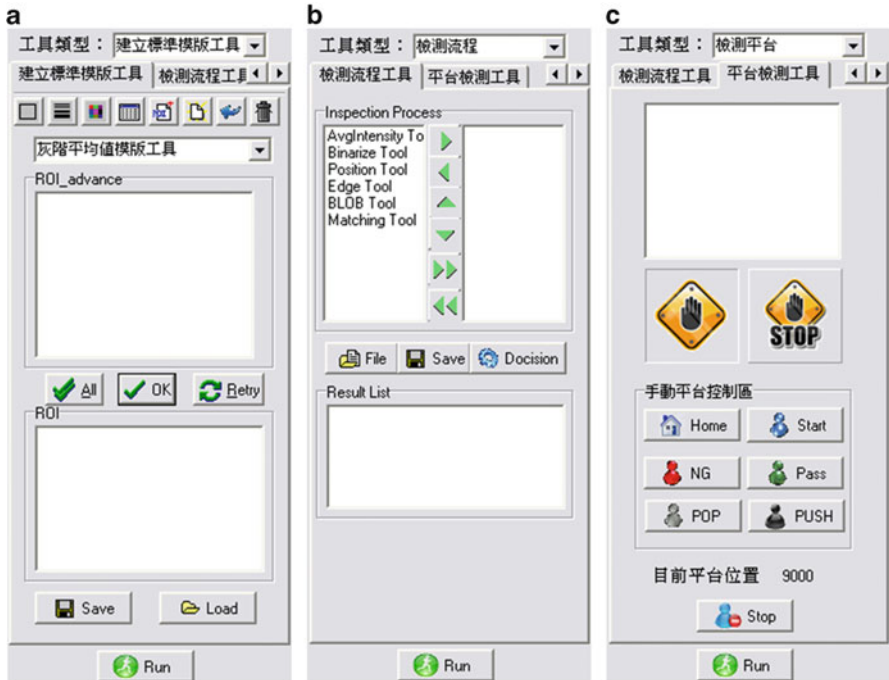 a
工具類型： 建立標準模版工具
建立標準模版工具 檢測流程工具
灰階平均值模版工具
ROI_advance
All OK Retry
ROI
Save Load
Run
b
工具類型： 檢測流程
檢測流程工具 平台檢測工具
Inspection Process
AvgIntensity To
Binarize Tool
Position Tool
Edge Tool
BLOB Tool
Matching Tool
File Save Docision
Result List
Run
c
工具類型： 檢測平台
檢測流程工具 平台檢測工具
STOP
手動平台控制區
Home Start
NG Pass
POP PUSH
目前平台位置 9000
Stop
Run